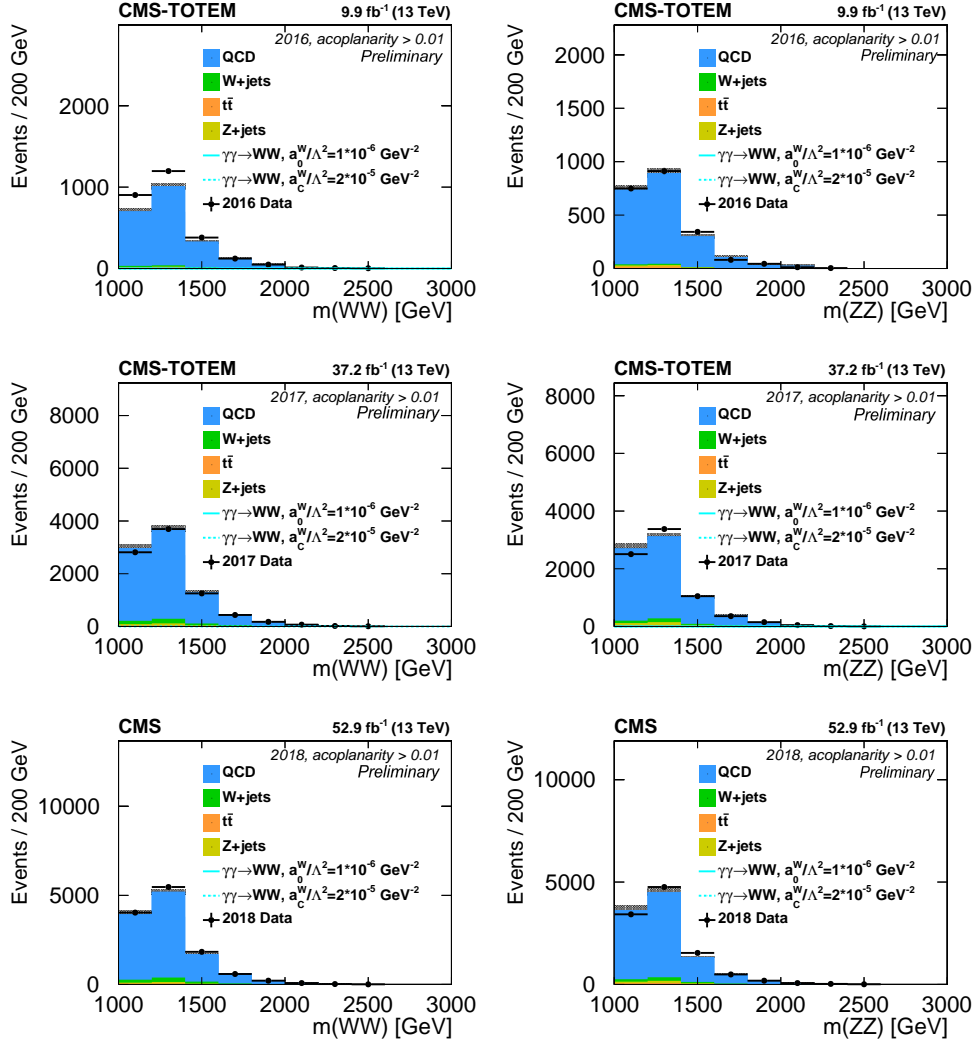 CMS-TOTEM 9.9 fb⁻¹ (13 TeV)
2016, acoplanarity > 0.01
Preliminary
QCD
W+jets
tt̄
Z+jets
γγ→WW, a₀ᵂ/Λ²=1*10⁻⁶ GeV⁻²
γγ→WW, a_Cᵂ/Λ²=2*10⁻⁵ GeV⁻²
2016 Data
Events / 200 GeV
2000
1000
0
1000 1500 2000 2500 3000
m(WW) [GeV]
CMS-TOTEM 9.9 fb⁻¹ (13 TeV)
2016, acoplanarity > 0.01
Preliminary
QCD
W+jets
tt̄
Z+jets
γγ→WW, a₀ᵂ/Λ²=1*10⁻⁶ GeV⁻²
γγ→WW, a_Cᵂ/Λ²=2*10⁻⁵ GeV⁻²
2016 Data
Events / 200 GeV
2000
1500
1000
500
0
1000 1500 2000 2500 3000
m(ZZ) [GeV]
CMS-TOTEM 37.2 fb⁻¹ (13 TeV)
2017, acoplanarity > 0.01
Preliminary
QCD
W+jets
tt̄
Z+jets
γγ→WW, a₀ᵂ/Λ²=1*10⁻⁶ GeV⁻²
γγ→WW, a_Cᵂ/Λ²=2*10⁻⁵ GeV⁻²
2017 Data
Events / 200 GeV
8000
6000
4000
2000
0
1000 1500 2000 2500 3000
m(WW) [GeV]
CMS-TOTEM 37.2 fb⁻¹ (13 TeV)
2017, acoplanarity > 0.01
Preliminary
QCD
W+jets
tt̄
Z+jets
γγ→WW, a₀ᵂ/Λ²=1*10⁻⁶ GeV⁻²
γγ→WW, a_Cᵂ/Λ²=2*10⁻⁵ GeV⁻²
2017 Data
Events / 200 GeV
8000
6000
4000
2000
0
1000 1500 2000 2500 3000
m(ZZ) [GeV]
CMS 52.9 fb⁻¹ (13 TeV)
2018, acoplanarity > 0.01
Preliminary
QCD
W+jets
tt̄
Z+jets
γγ→WW, a₀ᵂ/Λ²=1*10⁻⁶ GeV⁻²
γγ→WW, a_Cᵂ/Λ²=2*10⁻⁵ GeV⁻²
2018 Data
Events / 200 GeV
10000
5000
0
1000 1500 2000 2500 3000
m(WW) [GeV]
CMS 52.9 fb⁻¹ (13 TeV)
2018, acoplanarity > 0.01
Preliminary
QCD
W+jets
tt̄
Z+jets
γγ→WW, a₀ᵂ/Λ²=1*10⁻⁶ GeV⁻²
γγ→WW, a_Cᵂ/Λ²=2*10⁻⁵ GeV⁻²
2018 Data
Events / 200 GeV
10000
5000
0
1000 1500 2000 2500 3000
m(ZZ) [GeV]